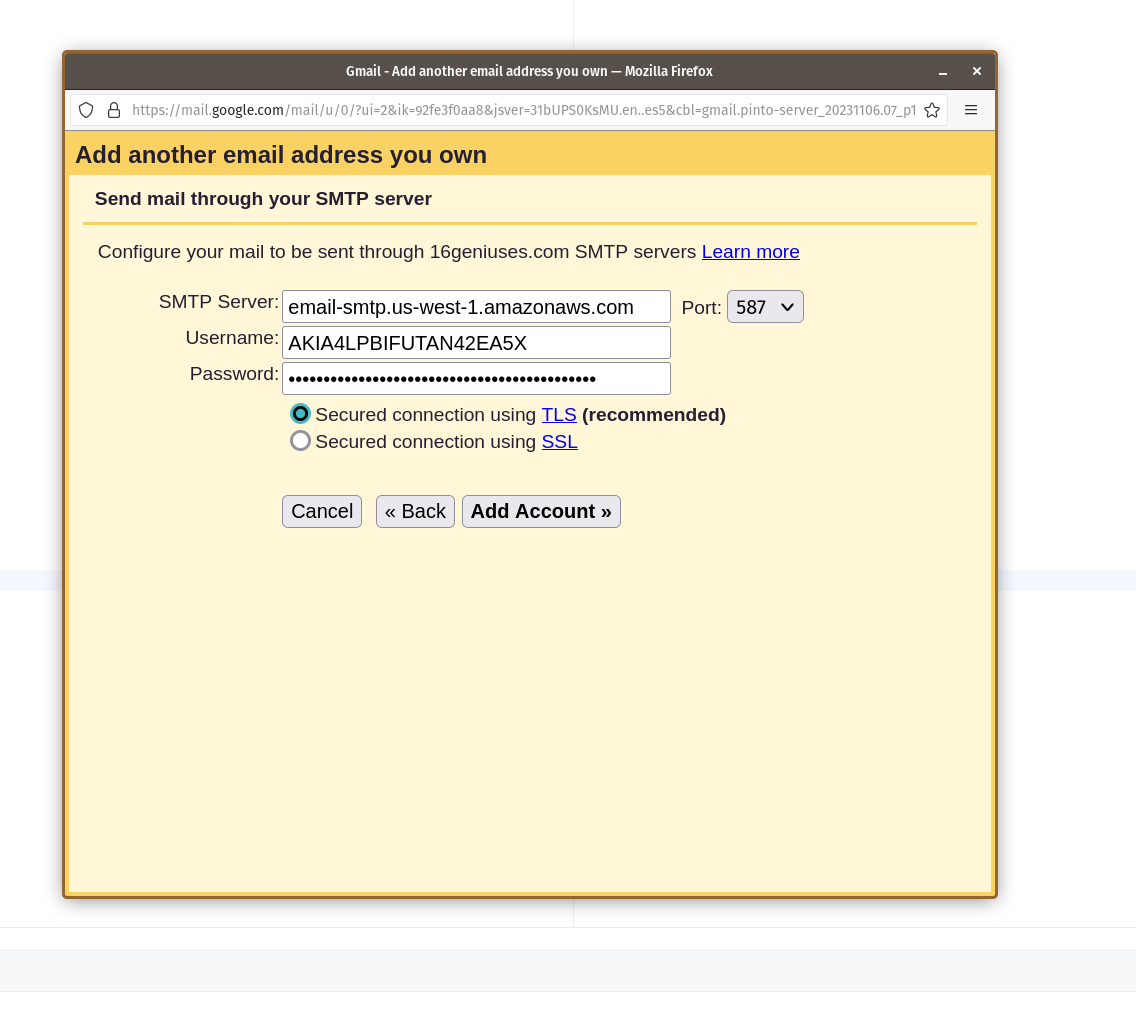 Gmail - Add another email address you own — Mozilla Firefox
https://mail.google.com/mail/u/0/?ui=2&ik=92fe3f0aa8&jsver=31bUPS0KsMU.en..es5&cbl=gmail.pinto-server_20231106.07_p1
Add another email address you own
Send mail through your SMTP server
Configure your mail to be sent through 16geniuses.com SMTP servers Learn more
SMTP Server: email-smtp.us-west-1.amazonaws.com Port: 587
Username: AKIA4LPBIFUTAN42EA5X
Password: ••••••••••••••••••••••••••••••••••••••••••••
Secured connection using TLS (recommended)
Secured connection using SSL
Cancel « Back Add Account »